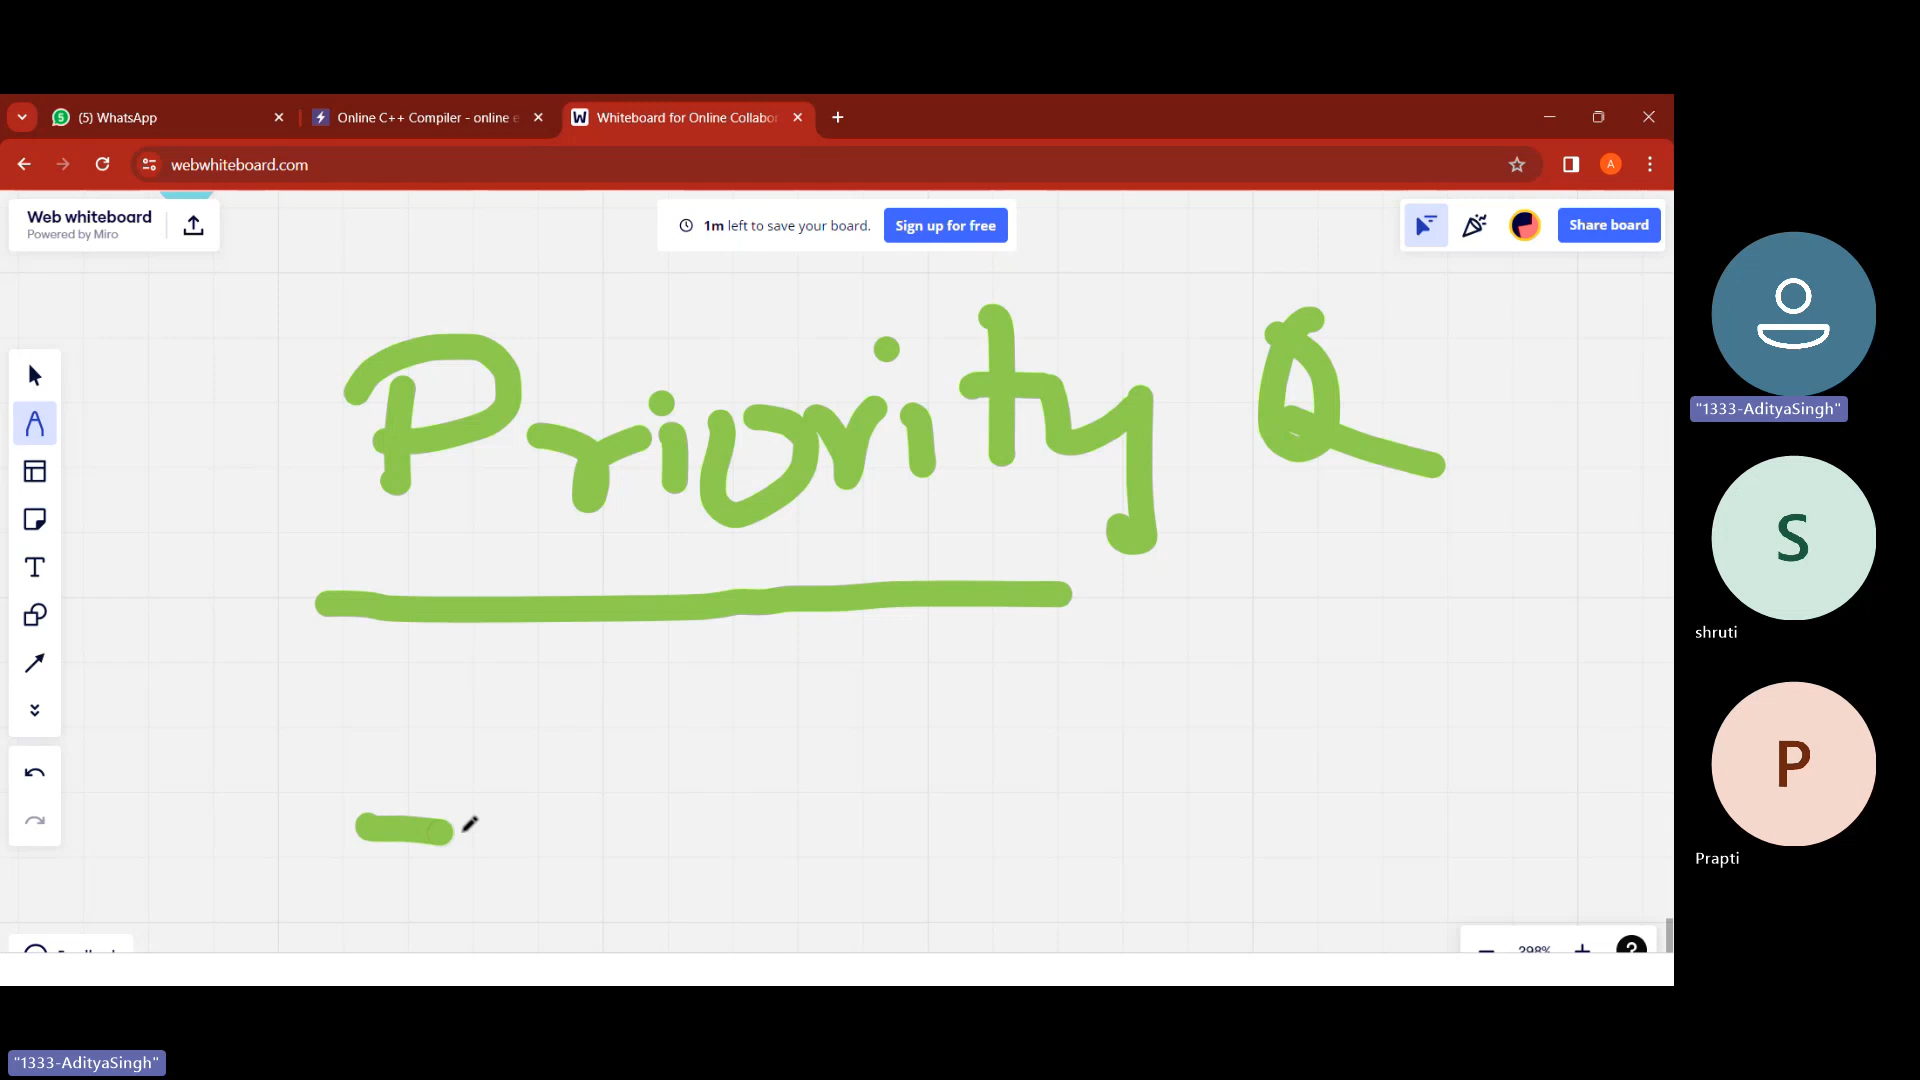 (5) WhatsApp
Online C++ Compiler - online e
W Whiteboard for Online Collabor
A
webwhiteboard.com
Web whiteboard
Powered by Miro
1m left to save your board.
Sign up for free
Share board
Priority Q
"1333-AdityaSingh"
S
shruti
P
Prapti
298%
"1333-AdityaSingh"